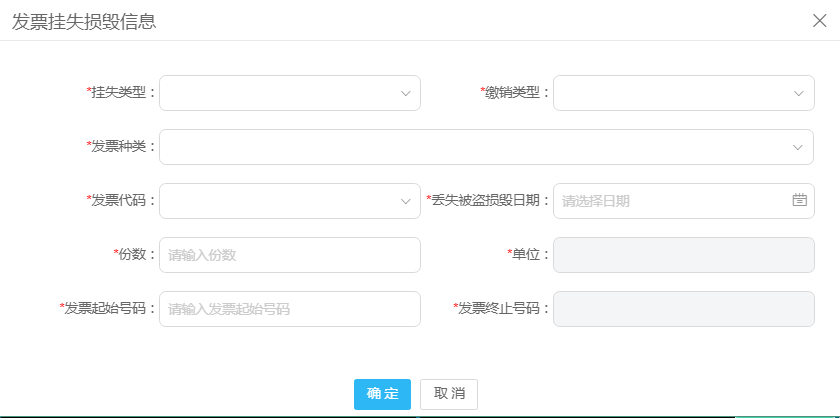 发票挂失损毁信息
*挂失类型： *缴销类型：
*发票种类：
*发票代码： *丢失被盗损毁日期： 请选择日期
*份数： 请输入份数 *单位：
*发票起始号码： 请输入发票起始号码 *发票终止号码：
确 定 取 消